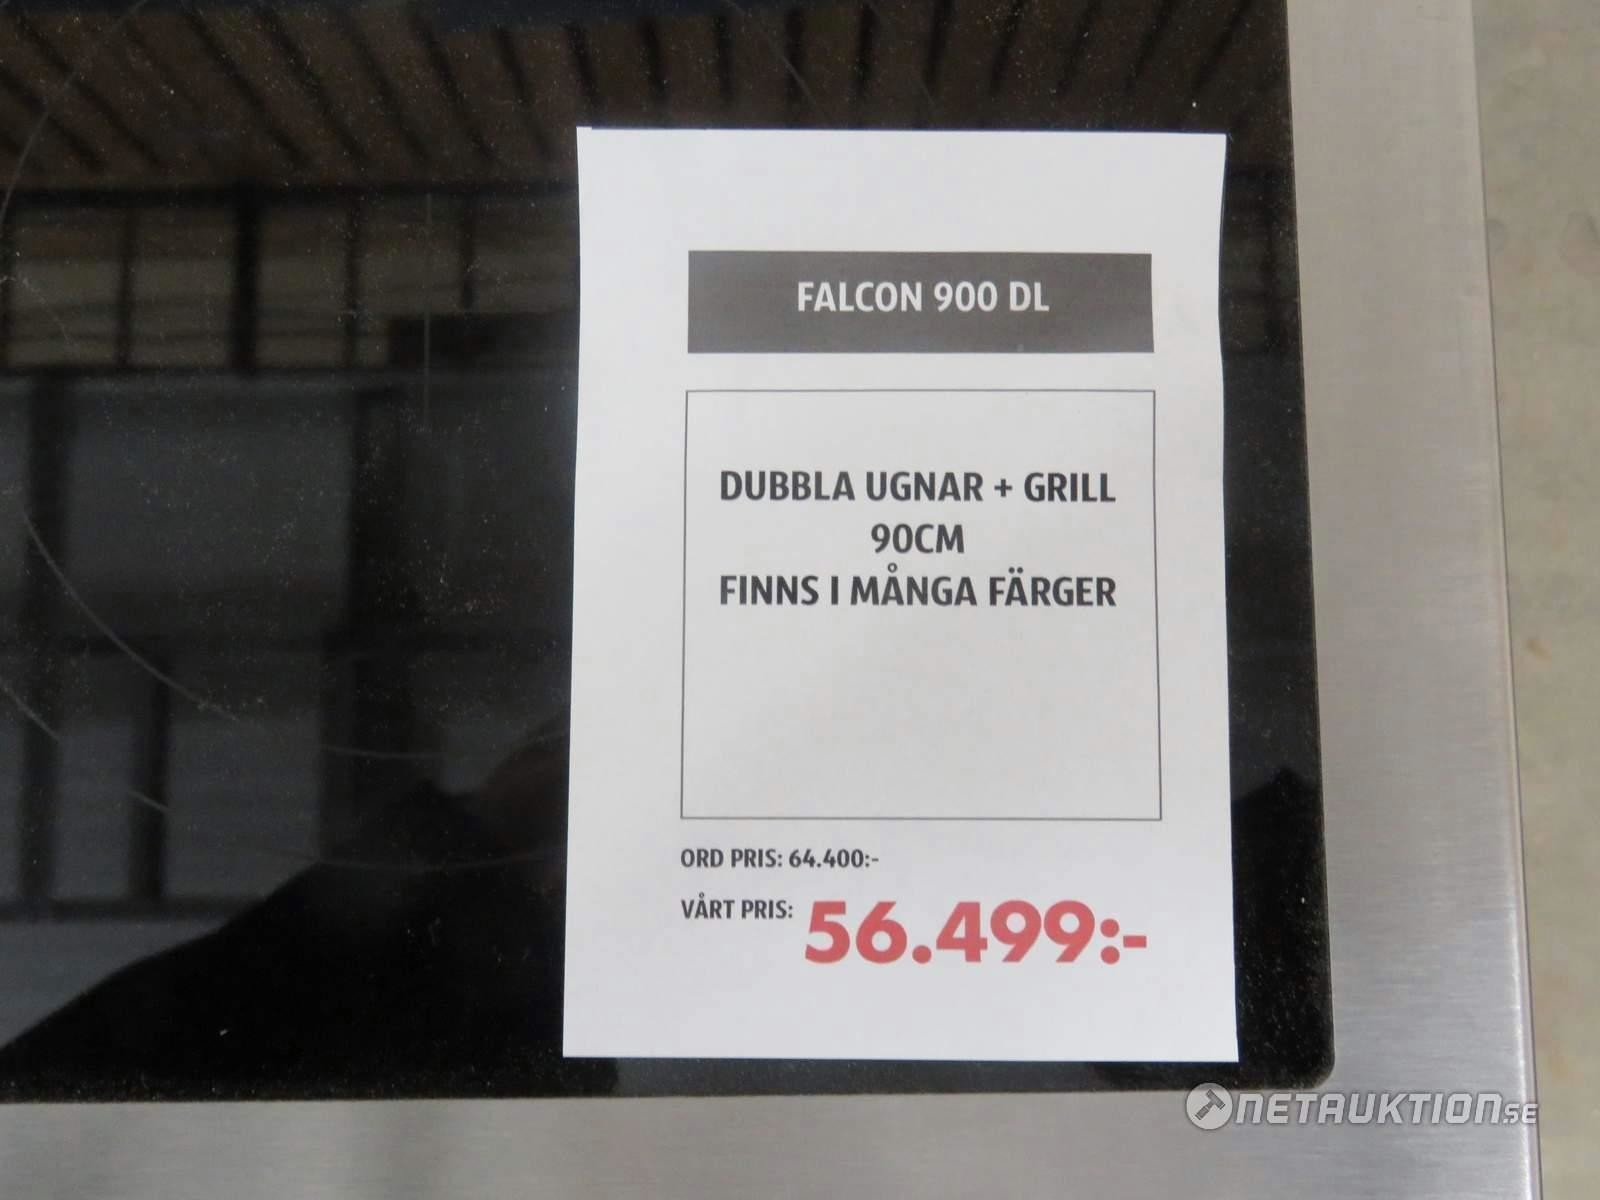 FALCON 900 DL
DUBBLA UGNAR + GRILL
90CM
FINNS I MÅNGA FÄRGER
ORD PRIS: 64.400:-
VÅRT PRIS: 56.499:-
NETAUKTION.SE